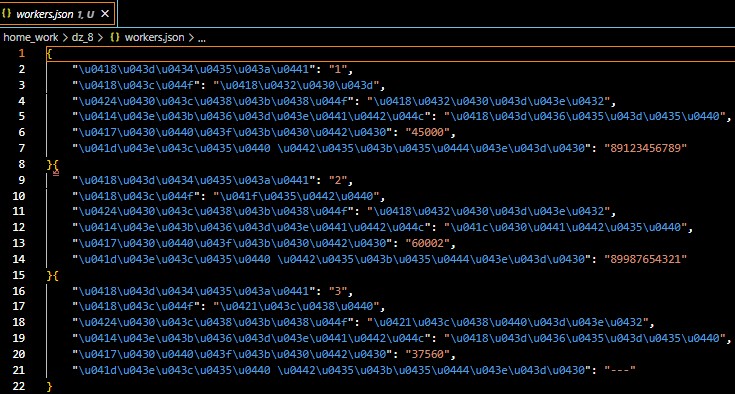 {} workers.json 1, U ×
home_work > dz_8 > {} workers.json > ...
1 {
2 "\u0418\u043d\u0434\u0435\u043a\u0441": "1",
3 "\u0418\u043c\u044f": "\u0418\u0432\u0430\u043d",
4 "\u0424\u0430\u043c\u0438\u043b\u0438\u044f": "\u0418\u0432\u0430\u043d\u043e\u0432",
5 "\u0414\u043e\u043b\u0436\u043d\u043e\u0441\u0442\u044c": "\u0418\u043d\u0436\u0435\u043d\u0435\u0440",
6 "\u0417\u0430\u0440\u043f\u043b\u0430\u0442\u0430": "45000",
7 "\u041d\u043e\u043c\u0435\u0440 \u0442\u0435\u043b\u0435\u0444\u043e\u043d\u0430": "89123456789"
8 }{
9 "\u0418\u043d\u0434\u0435\u043a\u0441": "2",
10 "\u0418\u043c\u044f": "\u041f\u0435\u0442\u0440",
11 "\u0424\u0430\u043c\u0438\u043b\u0438\u044f": "\u0418\u0432\u0430\u043d\u043e\u0432",
12 "\u0414\u043e\u043b\u0436\u043d\u043e\u0441\u0442\u044c": "\u041c\u0430\u0441\u0442\u0435\u0440",
13 "\u0417\u0430\u0440\u043f\u043b\u0430\u0442\u0430": "60002",
14 "\u041d\u043e\u043c\u0435\u0440 \u0442\u0435\u043b\u0435\u0444\u043e\u043d\u0430": "89987654321"
15 }{
16 "\u0418\u043d\u0434\u0435\u043a\u0441": "3",
17 "\u0418\u043c\u044f": "\u0421\u043c\u0438\u0440",
18 "\u0424\u0430\u043c\u0438\u043b\u0438\u044f": "\u0421\u043c\u0438\u0440\u043d\u043e\u0432",
19 "\u0414\u043e\u043b\u0436\u043d\u043e\u0441\u0442\u044c": "\u0418\u043d\u0436\u0435\u043d\u0435\u0440",
20 "\u0417\u0430\u0440\u043f\u043b\u0430\u0442\u0430": "37560",
21 "\u041d\u043e\u043c\u0435\u0440 \u0442\u0435\u043b\u0435\u0444\u043e\u043d\u0430": "---"
22 }